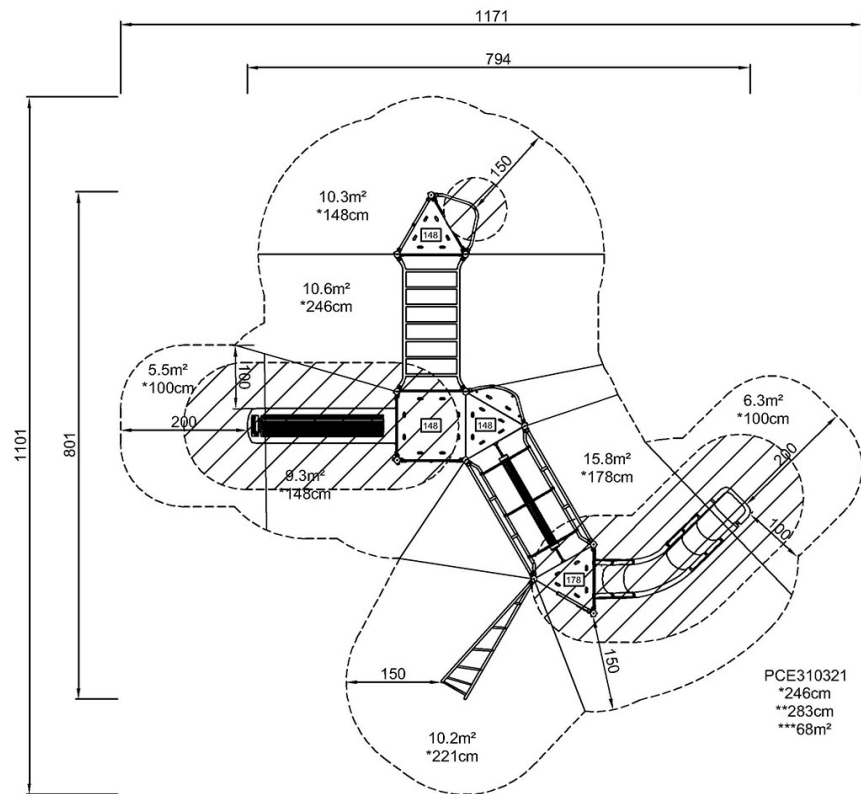 1171
794
150
10.3m²
*148cm
148
10.6m²
*246cm
5.5m²
*100cm
100
6.3m²
*100cm
200
148
148
200
1101
801
15.8m²
*178cm
9.3m²
*148cm
100
178
150
150
PCE310321
*246cm
**283cm
***68m²
10.2m²
*221cm